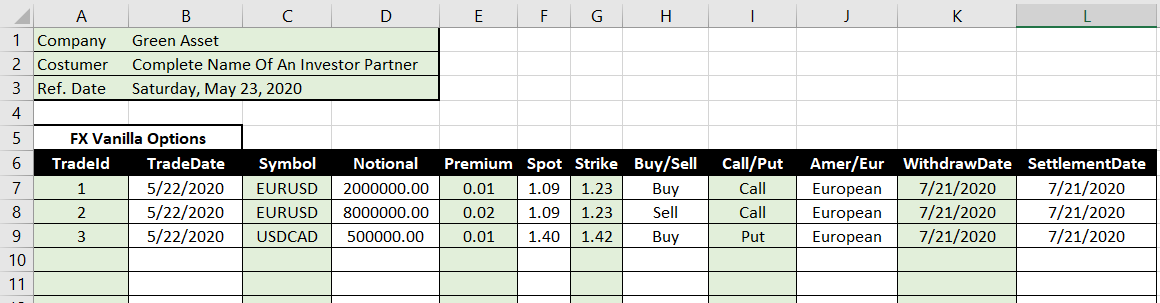 A B C D E F G H I J K L
1 Company Green Asset
2 Costumer Complete Name Of An Investor Partner
3 Ref. Date Saturday, May 23, 2020
4
5 FX Vanilla Options
6 TradeId TradeDate Symbol Notional Premium Spot Strike Buy/Sell Call/Put Amer/Eur WithdrawDate SettlementDate
7 1 5/22/2020 EURUSD 2000000.00 0.01 1.09 1.23 Buy Call European 7/21/2020 7/21/2020
8 2 5/22/2020 EURUSD 8000000.00 0.02 1.09 1.23 Sell Call European 7/21/2020 7/21/2020
9 3 5/22/2020 USDCAD 500000.00 0.01 1.40 1.42 Buy Put European 7/21/2020 7/21/2020
10
11